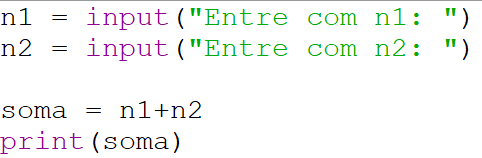 n1 = input("Entre com n1: ")
n2 = input("Entre com n2: ")
soma = n1+n2
print(soma)